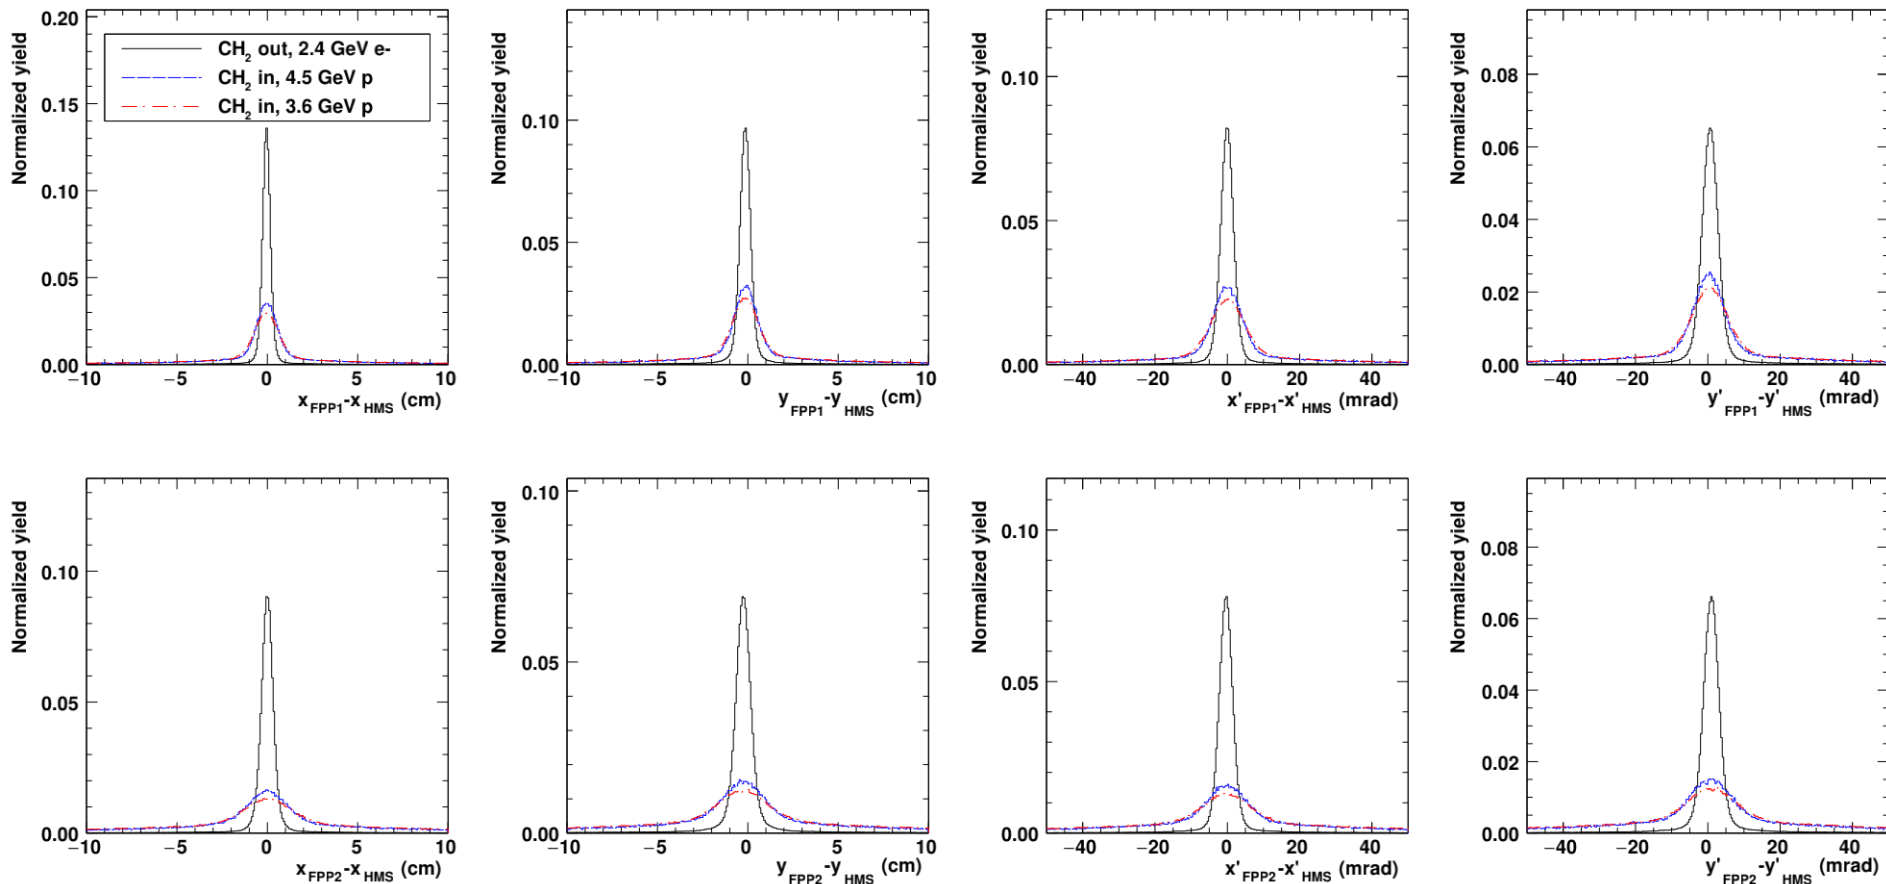 Normalized yield
0.20
0.15
0.10
0.05
0.00
CH2 out, 2.4 GeV e-
CH2 in, 4.5 GeV p
CH2 in, 3.6 GeV p
−10 −5 0 5 10
xFPP1-xHMS (cm)
Normalized yield
0.10
0.05
0.00
−10 −5 0 5 10
yFPP1-yHMS (cm)
Normalized yield
0.10
0.05
0.00
−40 −20 0 20 40
x'FPP1-x'HMS (mrad)
Normalized yield
0.08
0.06
0.04
0.02
0.00
−40 −20 0 20 40
y'FPP1-y'HMS (mrad)
Normalized yield
0.10
0.05
0.00
−10 −5 0 5 10
xFPP2-xHMS (cm)
Normalized yield
0.10
0.05
0.00
−10 −5 0 5 10
yFPP2-yHMS (cm)
Normalized yield
0.10
0.05
0.00
−40 −20 0 20 40
x'FPP2-x'HMS (mrad)
Normalized yield
0.08
0.06
0.04
0.02
0.00
−40 −20 0 20 40
y'FPP2-y'HMS (mrad)